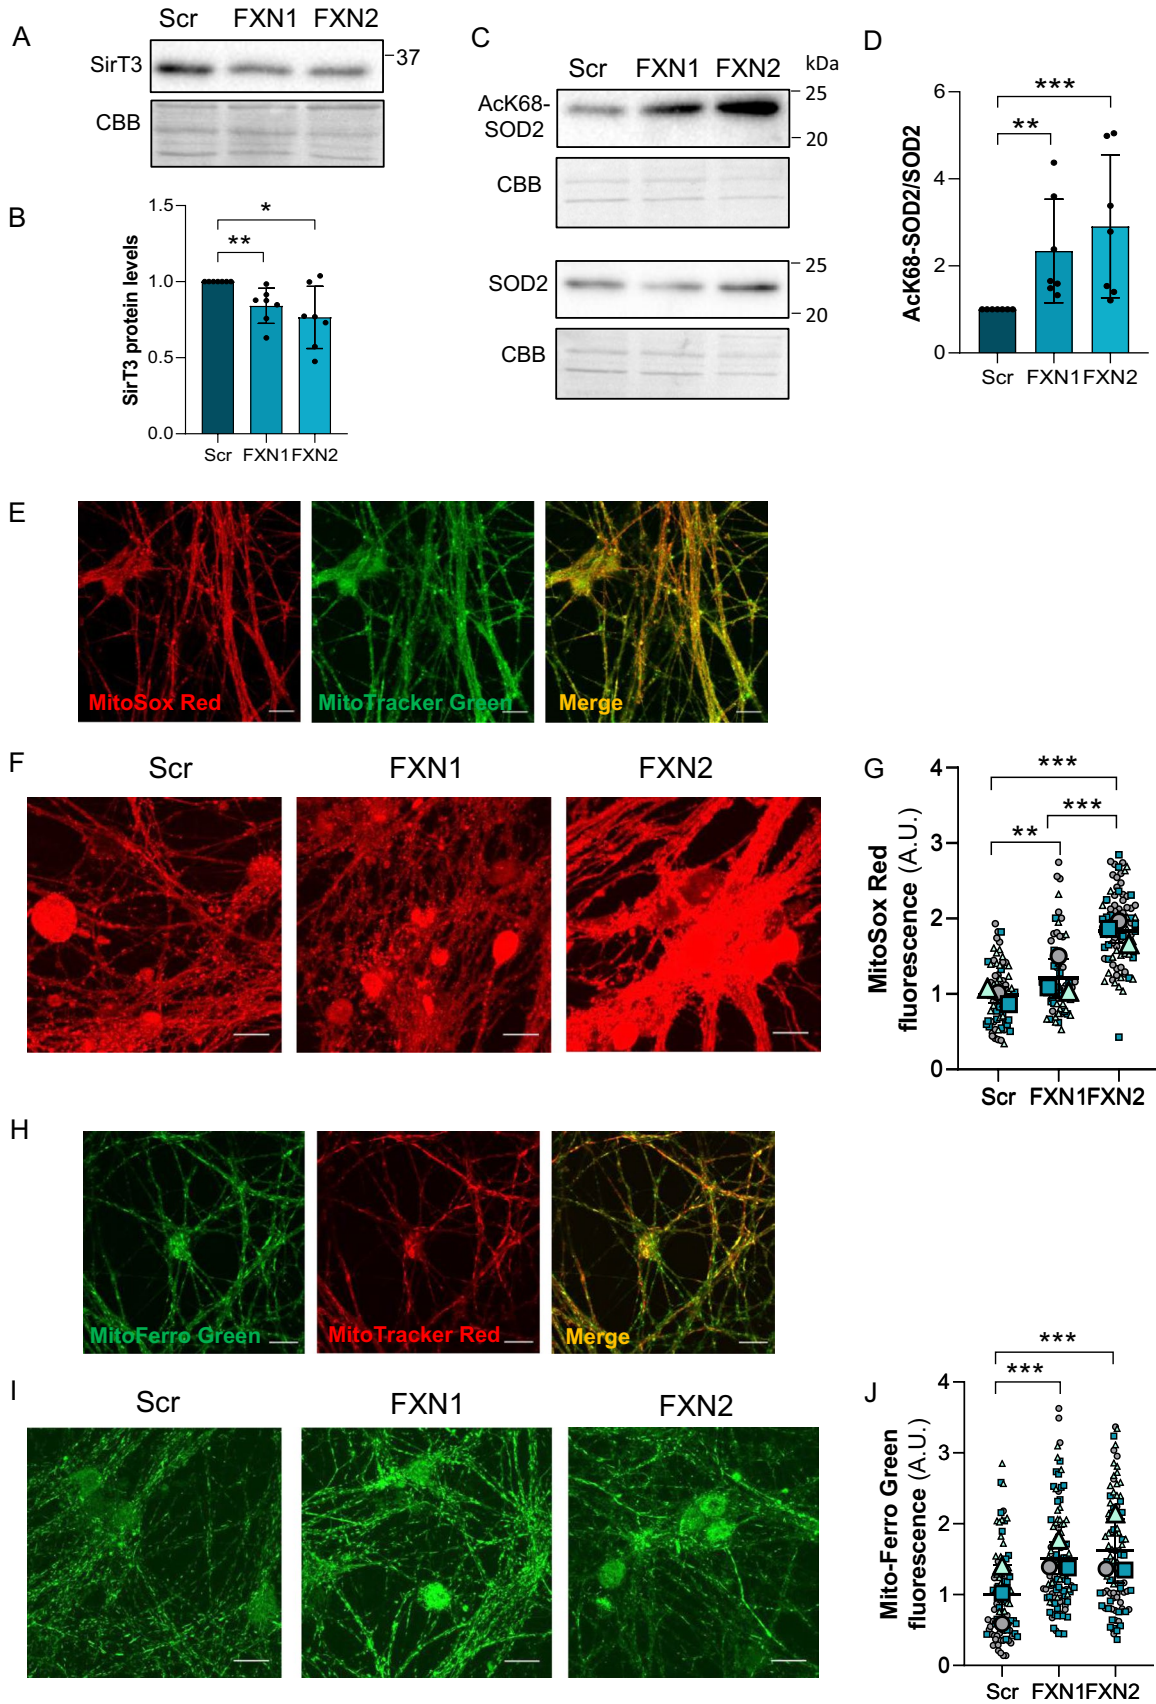 A
Scr FXN1 FXN2
SirT3
37
CBB
B
SirT3 protein levels
1.5
1.0
0.5
0.0
*
**
Scr FXN1 FXN2
C
Scr FXN1 FXN2 kDa
AcK68-
SOD2
25
20
CBB
SOD2
25
20
CBB
D
AcK68-SOD2/SOD2
6
4
2
0
***
**
Scr FXN1 FXN2
E
MitoSox Red
MitoTracker Green
Merge
F
Scr FXN1 FXN2
G
MitoSox Red
fluorescence (A.U.)
4
3
2
1
0
***
***
**
Scr FXN1 FXN2
H
MitoFerro Green
MitoTracker Red
Merge
I
Scr FXN1 FXN2
J
Mito-Ferro Green
fluorescence (A.U.)
4
3
2
1
0
***
***
Scr FXN1 FXN2